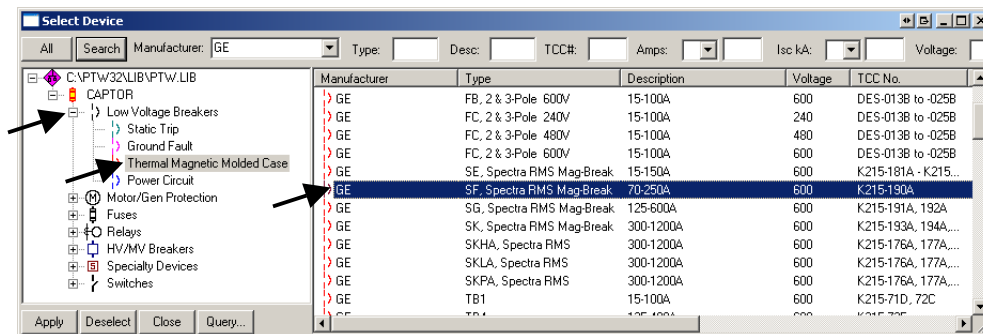 Select Device
All Search Manufacturer: GE Type: Desc: TCC#: Amps: Isc kA: Voltage:
C:\PTW32\LIB\PTW.LIB
CAPTOR
Low Voltage Breakers
Static Trip
Ground Fault
Thermal Magnetic Molded Case
Power Circuit
Motor/Gen Protection
Fuses
Relays
HV/MV Breakers
Specialty Devices
Switches
Manufacturer Type Description Voltage TCC No.
GE FB, 2 & 3-Pole 600V 15-100A 600 DES-013B to -025B
GE FC, 2 & 3-Pole 240V 15-100A 240 DES-013B to -025B
GE FC, 2 & 3-Pole 480V 15-100A 480 DES-013B to -025B
GE FC, 2 & 3-Pole 600V 15-100A 600 DES-013B to -025B
GE SE, Spectra RMS Mag-Break 15-150A 600 K215-181A - K215...
GE SF, Spectra RMS Mag-Break 70-250A 600 K215-190A
GE SG, Spectra RMS Mag-Break 125-600A 600 K215-191A, 192A
GE SK, Spectra RMS Mag-Break 300-1200A 600 K215-193A, 194A,...
GE SKHA, Spectra RMS 300-1200A 600 K215-176A, 177A,...
GE SKLA, Spectra RMS 300-1200A 600 K215-176A, 177A,...
GE SKPA, Spectra RMS 300-1200A 600 K215-176A, 177A,...
GE TB1 15-100A 600 K215-71D, 72C
Apply Deselect Close Query...